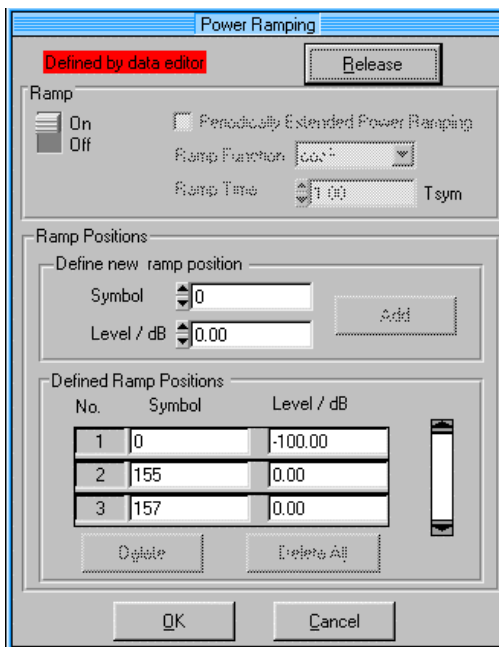 Power Ramping
Defined by data editor
Release
Ramp
On
Off
Periodically Extended Power Ramping
Ramp Function
Ramp Time 1.00 Tsym
Ramp Positions
Define new ramp position
Symbol 0
Level / dB 0.00
Add
Defined Ramp Positions
No. Symbol Level / dB
1 0 -100.00
2 155 0.00
3 157 0.00
Delete Delete All
OK Cancel